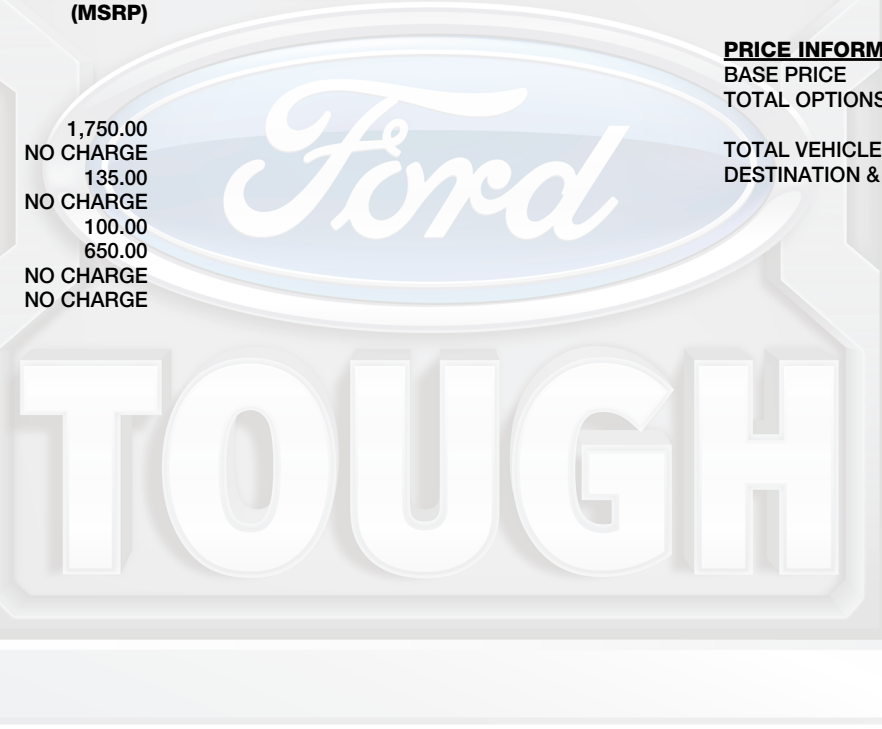 (MSRP)
1,750.00
NO CHARGE
135.00
NO CHARGE
100.00
650.00
NO CHARGE
NO CHARGE
PRICE INFORM
BASE PRICE
TOTAL OPTIONS
TOTAL VEHICLE
DESTINATION &
Ford
TOUGH